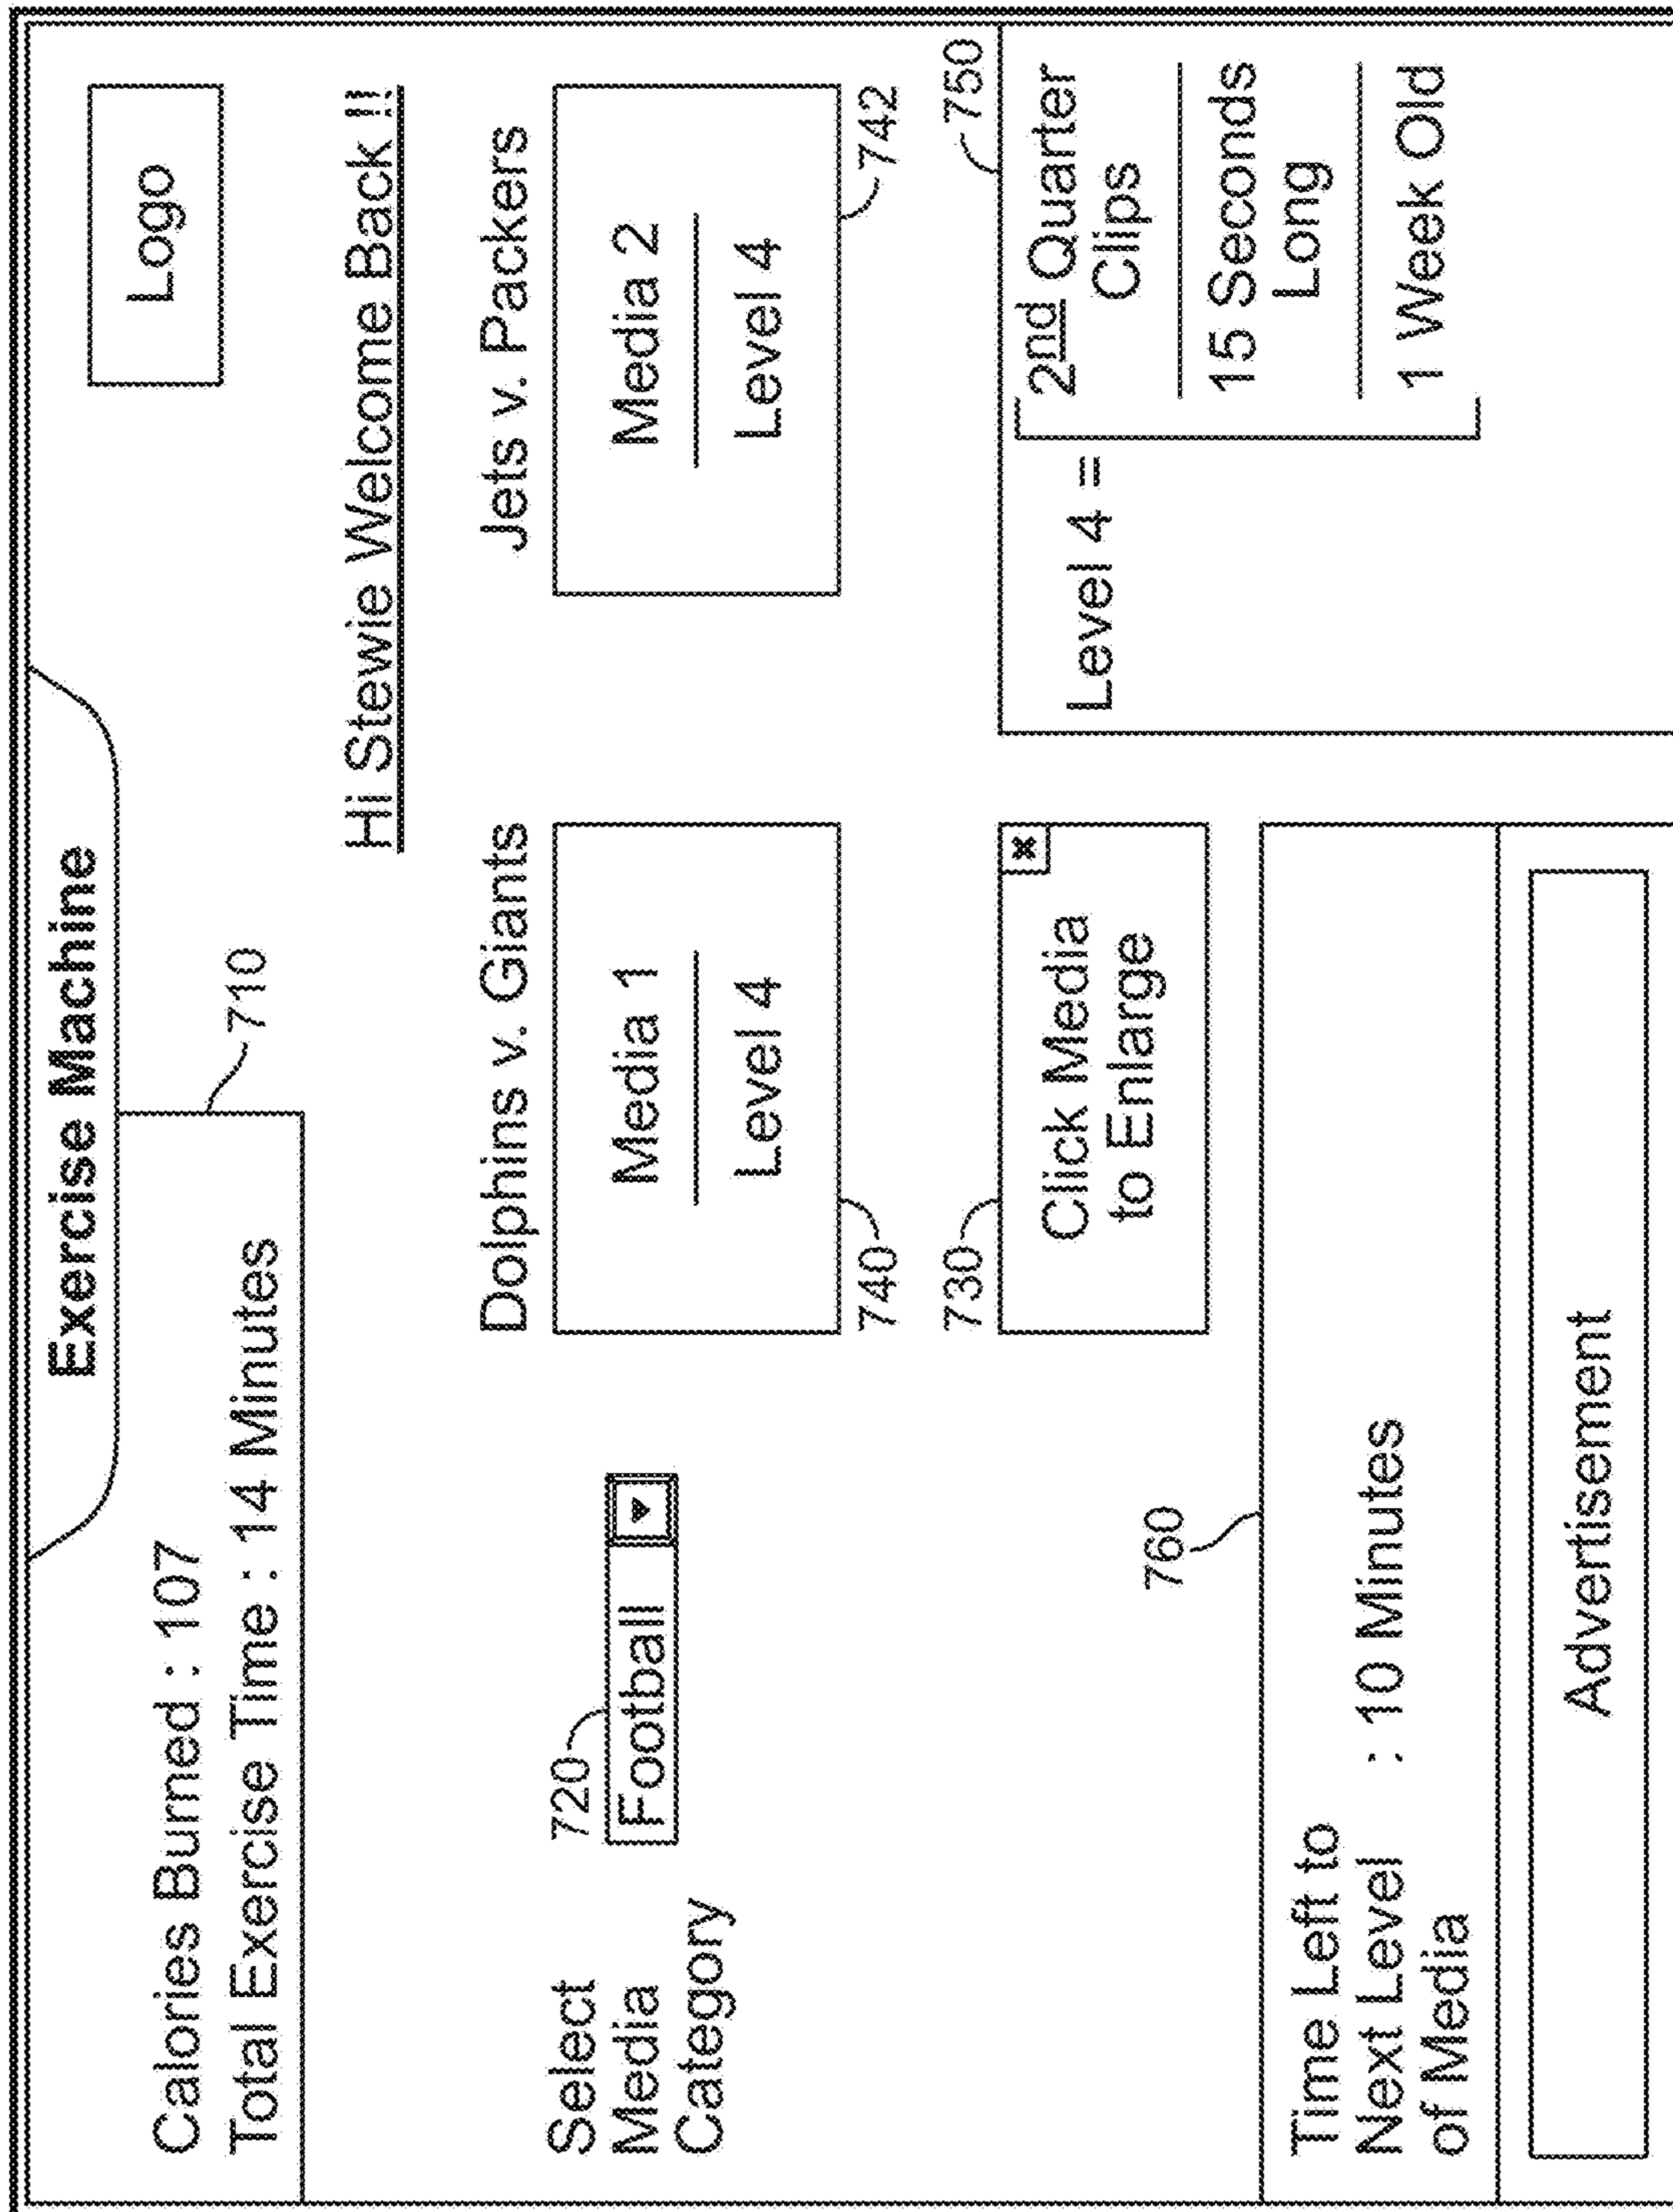 Exercise Machine
Calories Burned : 107
Total Exercise Time : 14 Minutes
710
Logo
Hi Stewie Welcome Back !!
Select
Media
Category
720
Football
Dolphins v. Giants
Media 1
Level 4
740
Jets v. Packers
Media 2
Level 4
742
730
Click Media
to Enlarge
x
750
Level 4 =
2nd Quarter
Clips
15 Seconds
Long
1 Week Old
760
Time Left to
Next Level : 10 Minutes
of Media
Advertisement